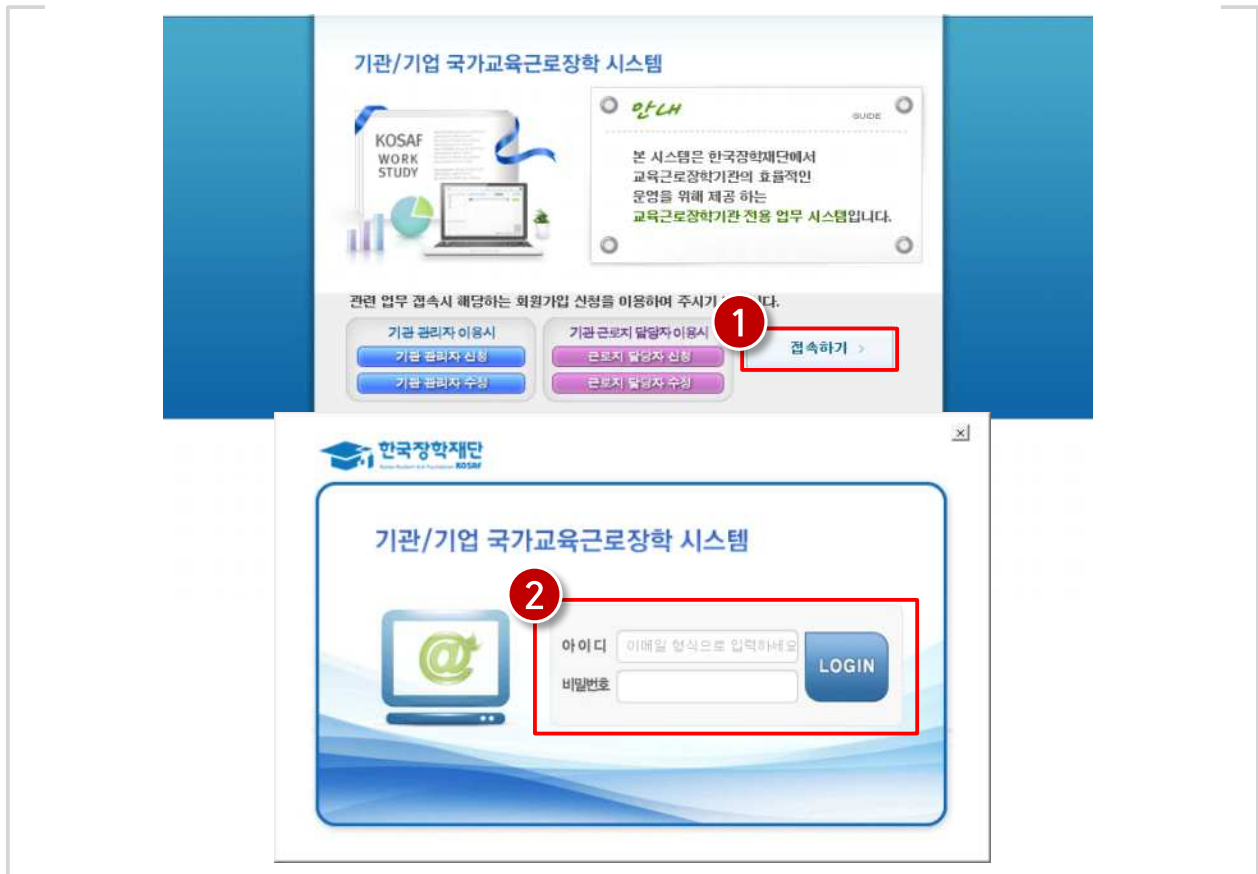 기관/기업 국가교육근로장학 시스템
KOSAF
WORK
STUDY
안내
GUIDE
본 시스템은 한국장학재단에서
교육근로장학기관의 효율적인
운영을 위해 제공 하는
교육근로장학기관 전용 업무 시스템입니다.
관련 업무 접속시 해당하는 회원가입 신청을 이용하여 주시기
다.
1
기관 관리자 이용시
기관 관리자 신청
기관 관리자 수정
기관 근로지 담당자 이용시
근로지 담당자 신청
근로지 담당자 수정
접속하기 >
한국장학재단
KOSAF
기관/기업 국가교육근로장학 시스템
2
아이디
이메일 형식으로 입력하세요
비밀번호
LOGIN